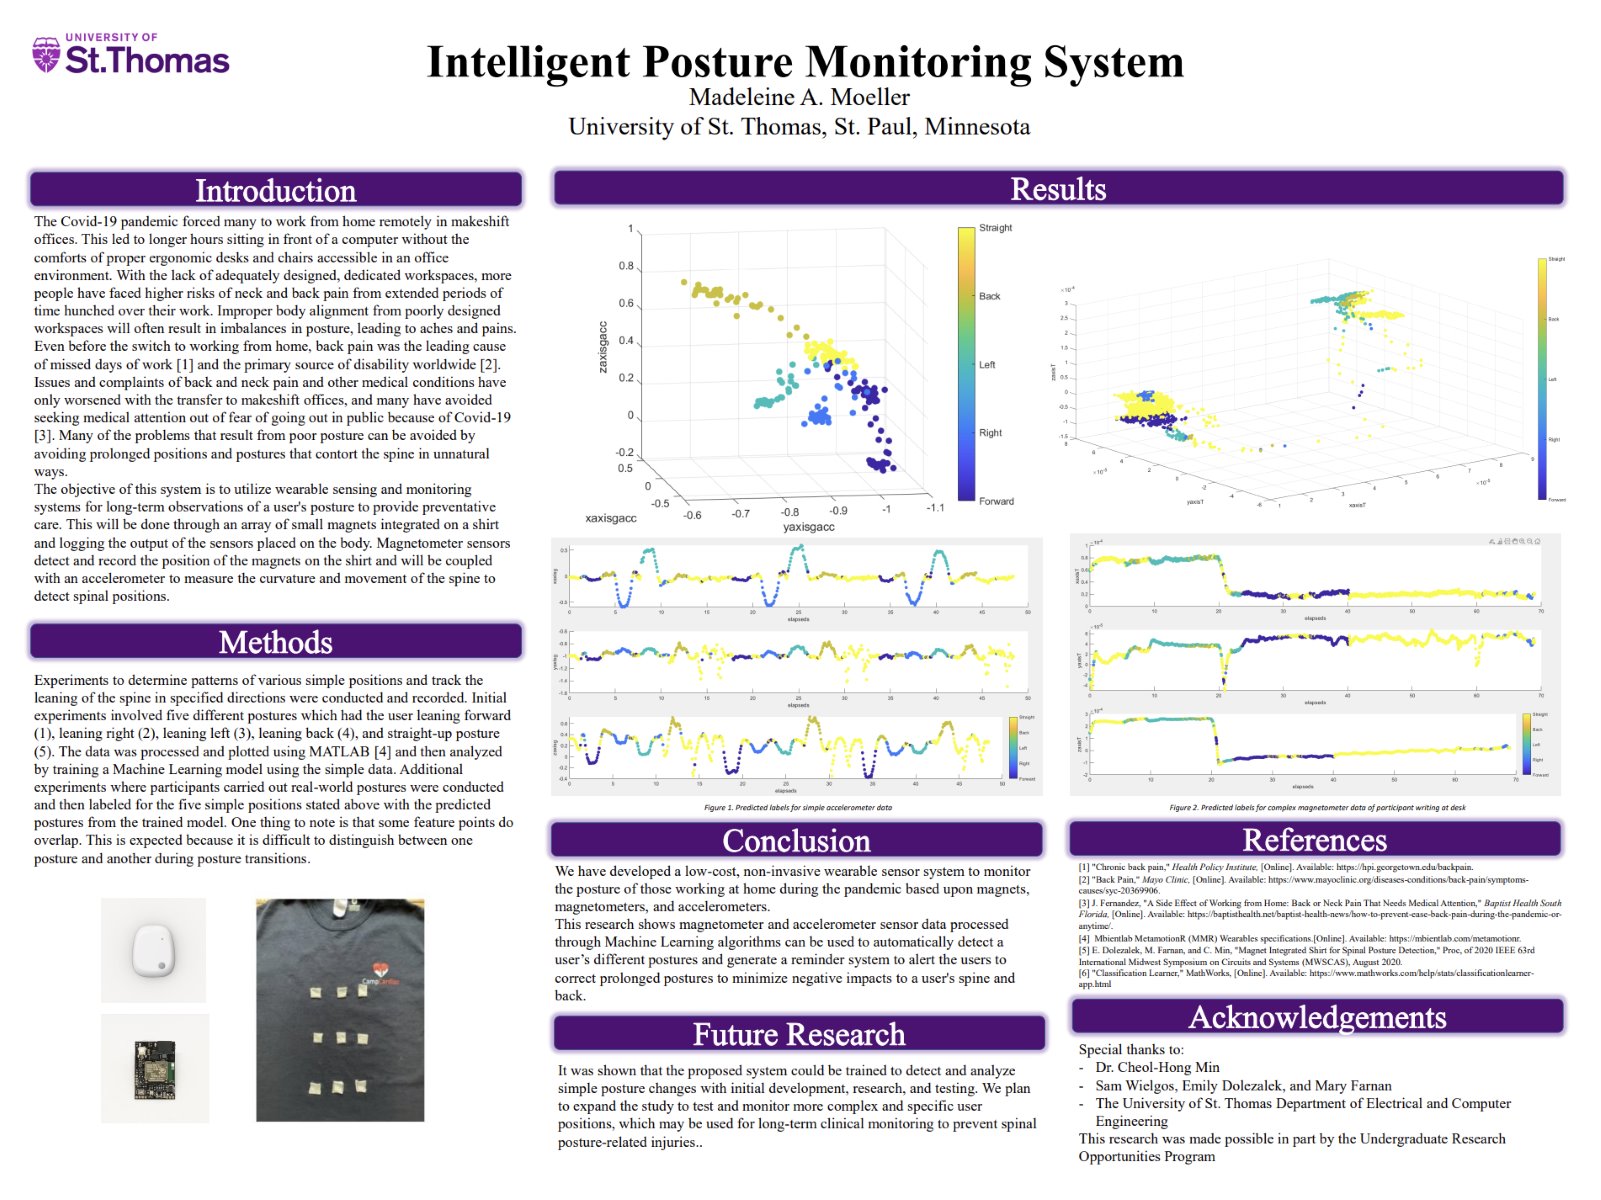 UNIVERSITY OF
St.Thomas
Intelligent Posture Monitoring System
Madeleine A. Moeller
University of St. Thomas, St. Paul, Minnesota
Introduction
The Covid-19 pandemic forced many to work from home remotely in makeshift
offices. This led to longer hours sitting in front of a computer without the
comforts of proper ergonomic desks and chairs accessible in an office
environment. With the lack of adequately designed, dedicated workspaces, more
people have faced higher risks of neck and back pain from extended periods of
time hunched over their work. Improper body alignment from poorly designed
workspaces will often result in imbalances in posture, leading to aches and pains.
Even before the switch to working from home, back pain was the leading cause
of missed days of work [1] and the primary source of disability worldwide [2].
Issues and complaints of back and neck pain and other medical conditions have
only worsened with the transfer to makeshift offices, and many have avoided
seeking medical attention out of fear of going out in public because of Covid-19
[3]. Many of the problems that result from poor posture can be avoided by
avoiding prolonged positions and postures that contort the spine in unnatural
ways.
The objective of this system is to utilize wearable sensing and monitoring
systems for long-term observations of a user's posture to provide preventative
care. This will be done through an array of small magnets integrated on a shirt
and logging the output of the sensors placed on the body. Magnetometer sensors
detect and record the position of the magnets on the shirt and will be coupled
with an accelerometer to measure the curvature and movement of the spine to
detect spinal positions.
Methods
Experiments to determine patterns of various simple positions and track the
leaning of the spine in specified directions were conducted and recorded. Initial
experiments involved five different postures which had the user leaning forward
(1), leaning right (2), leaning left (3), leaning back (4), and straight-up posture
(5). The data was processed and plotted using MATLAB [4] and then analyzed
by training a Machine Learning model using the simple data. Additional
experiments where participants carried out real-world postures were conducted
and then labeled for the five simple positions stated above with the predicted
postures from the trained model. One thing to note is that some feature points do
overlap. This is expected because it is difficult to distinguish between one
posture and another during posture transitions.
Results
1
0.8
0.6
0.4
0.2
0
-0.2
zaxisgacc
0.5
0
-0.5
xaxisgacc
-0.6
-0.7
-0.8
-0.9
-1
-1.1
yaxisgacc
Straight
Back
Left
Right
Forward
Straight
Back
Left
Right
Forward
yaxisT
xaxisT
elapseds
elapseds
elapseds
Straight
Back
Left
Right
Forward
Figure 1. Predicted labels for simple accelerometer data
elapseds
elapseds
elapseds
Straight
Back
Left
Right
Forward
Figure 2. Predicted labels for complex magnetometer data of participant writing at desk
Conclusion
We have developed a low-cost, non-invasive wearable sensor system to monitor
the posture of those working at home during the pandemic based upon magnets,
magnetometers, and accelerometers.
This research shows magnetometer and accelerometer sensor data processed
through Machine Learning algorithms can be used to automatically detect a
user's different postures and generate a reminder system to alert the users to
correct prolonged postures to minimize negative impacts to a user's spine and
back.
Future Research
It was shown that the proposed system could be trained to detect and analyze
simple posture changes with initial development, research, and testing. We plan
to expand the study to test and monitor more complex and specific user
positions, which may be used for long-term clinical monitoring to prevent spinal
posture-related injuries..
References
[1] "Chronic back pain," Health Policy Institute, [Online]. Available: https://hpi.georgetown.edu/backpain.
[2] "Back Pain," Mayo Clinic, [Online]. Available: https://www.mayoclinic.org/diseases-conditions/back-pain/symptoms-
causes/syc-20369906.
[3] J. Fernandez, "A Side Effect of Working from Home: Back or Neck Pain That Needs Medical Attention," Baptist Health South
Florida, [Online]. Available: https://baptisthealth.net/baptist-health-news/how-to-prevent-ease-back-pain-during-the-pandemic-or-
anytime/.
[4] Mbientlab MetamotionR (MMR) Wearables specifications.[Online]. Available: https://mbientlab.com/metamotionr.
[5] E. Dolezalek, M. Farnan, and C. Min, "Magnet Integrated Shirt for Spinal Posture Detection," Proc, of 2020 IEEE 63rd
International Midwest Symposium on Circuits and Systems (MWSCAS), August 2020.
[6] "Classification Learner," MathWorks, [Online]. Available: https://www.mathworks.com/help/stats/classificationlearner-
app.html
Acknowledgements
Special thanks to:
- Dr. Cheol-Hong Min
- Sam Wielgos, Emily Dolezalek, and Mary Farnan
- The University of St. Thomas Department of Electrical and Computer
Engineering
This research was made possible in part by the Undergraduate Research
Opportunities Program